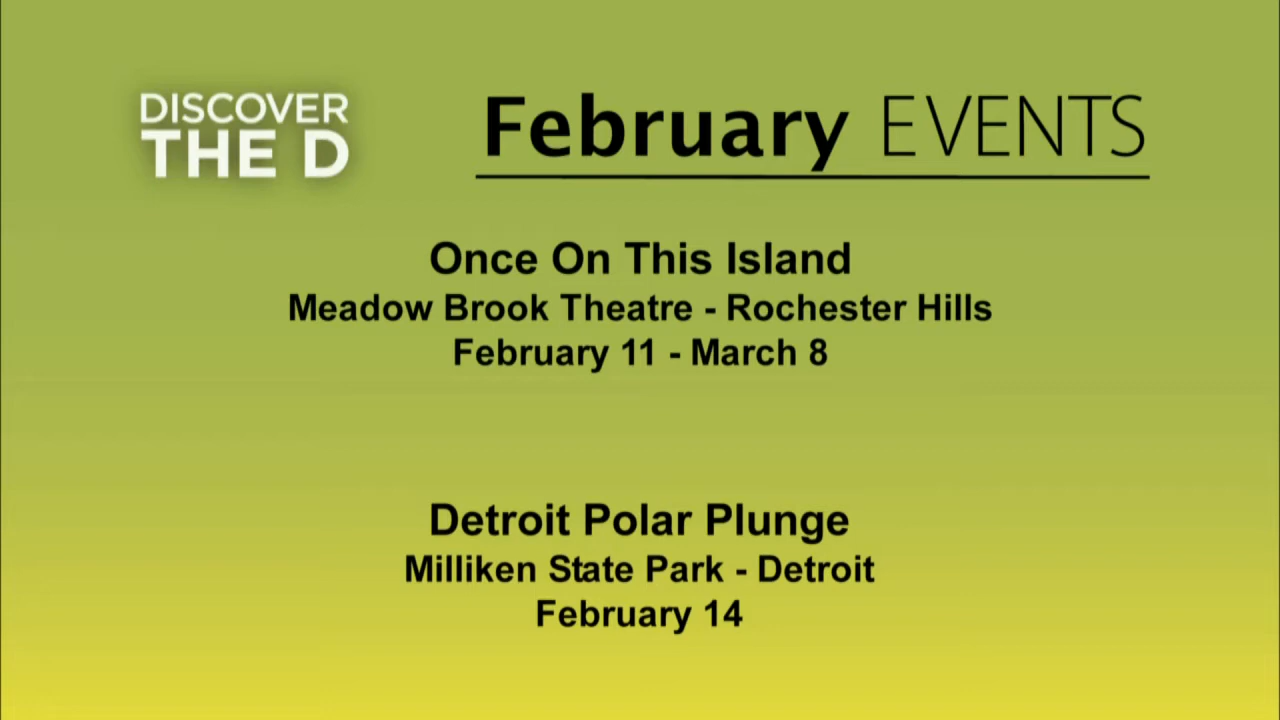 DISCOVER
THE D
February EVENTS
Once On This Island
Meadow Brook Theatre - Rochester Hills
February 11 - March 8
Detroit Polar Plunge
Milliken State Park - Detroit
February 14